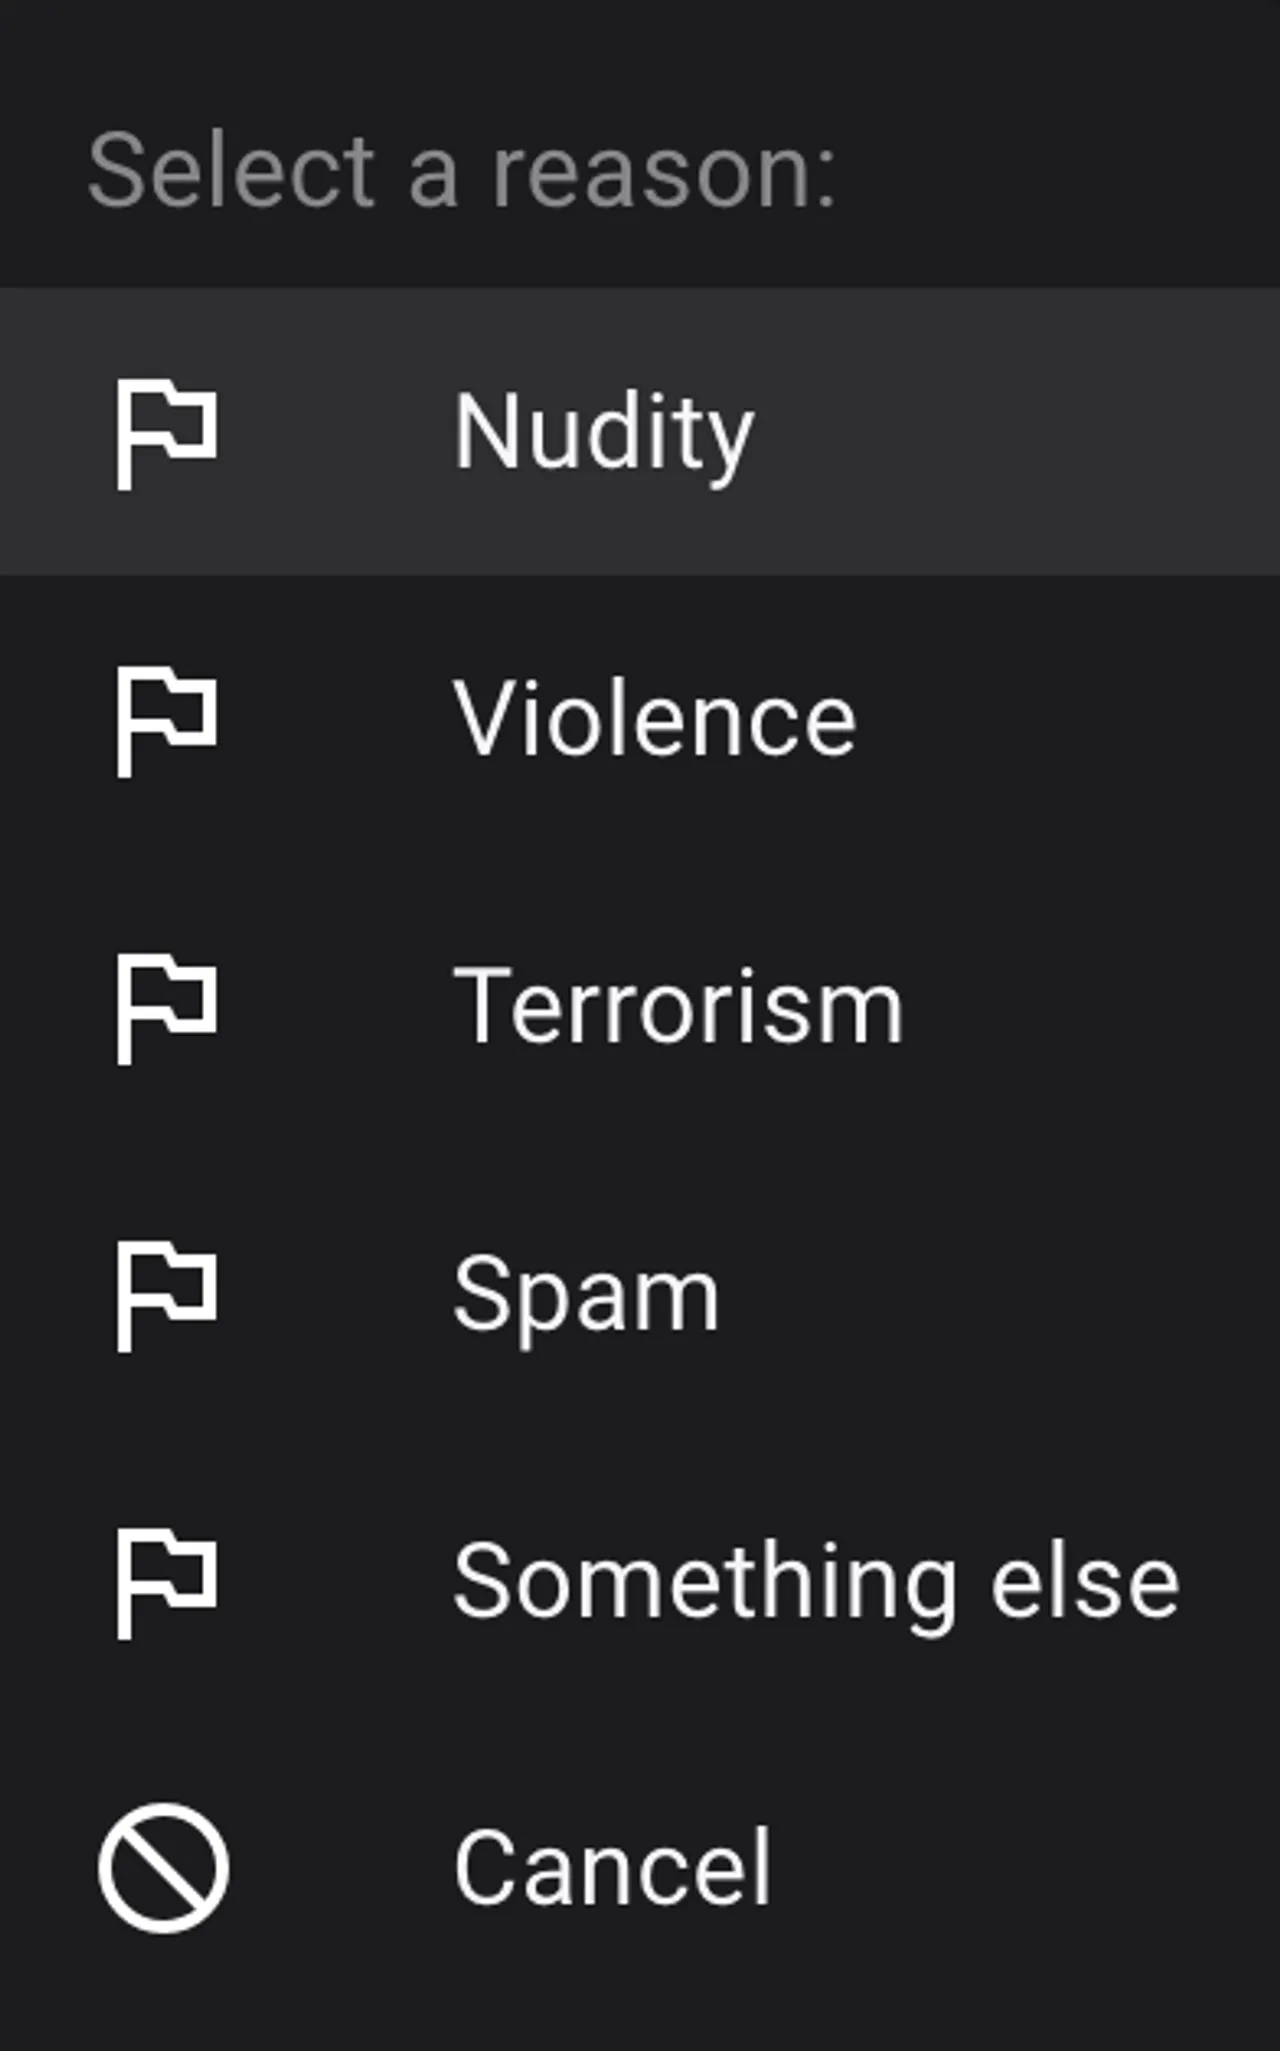 Select a reason:
Nudity
Violence
Terrorism
Spam
Something else
Cancel